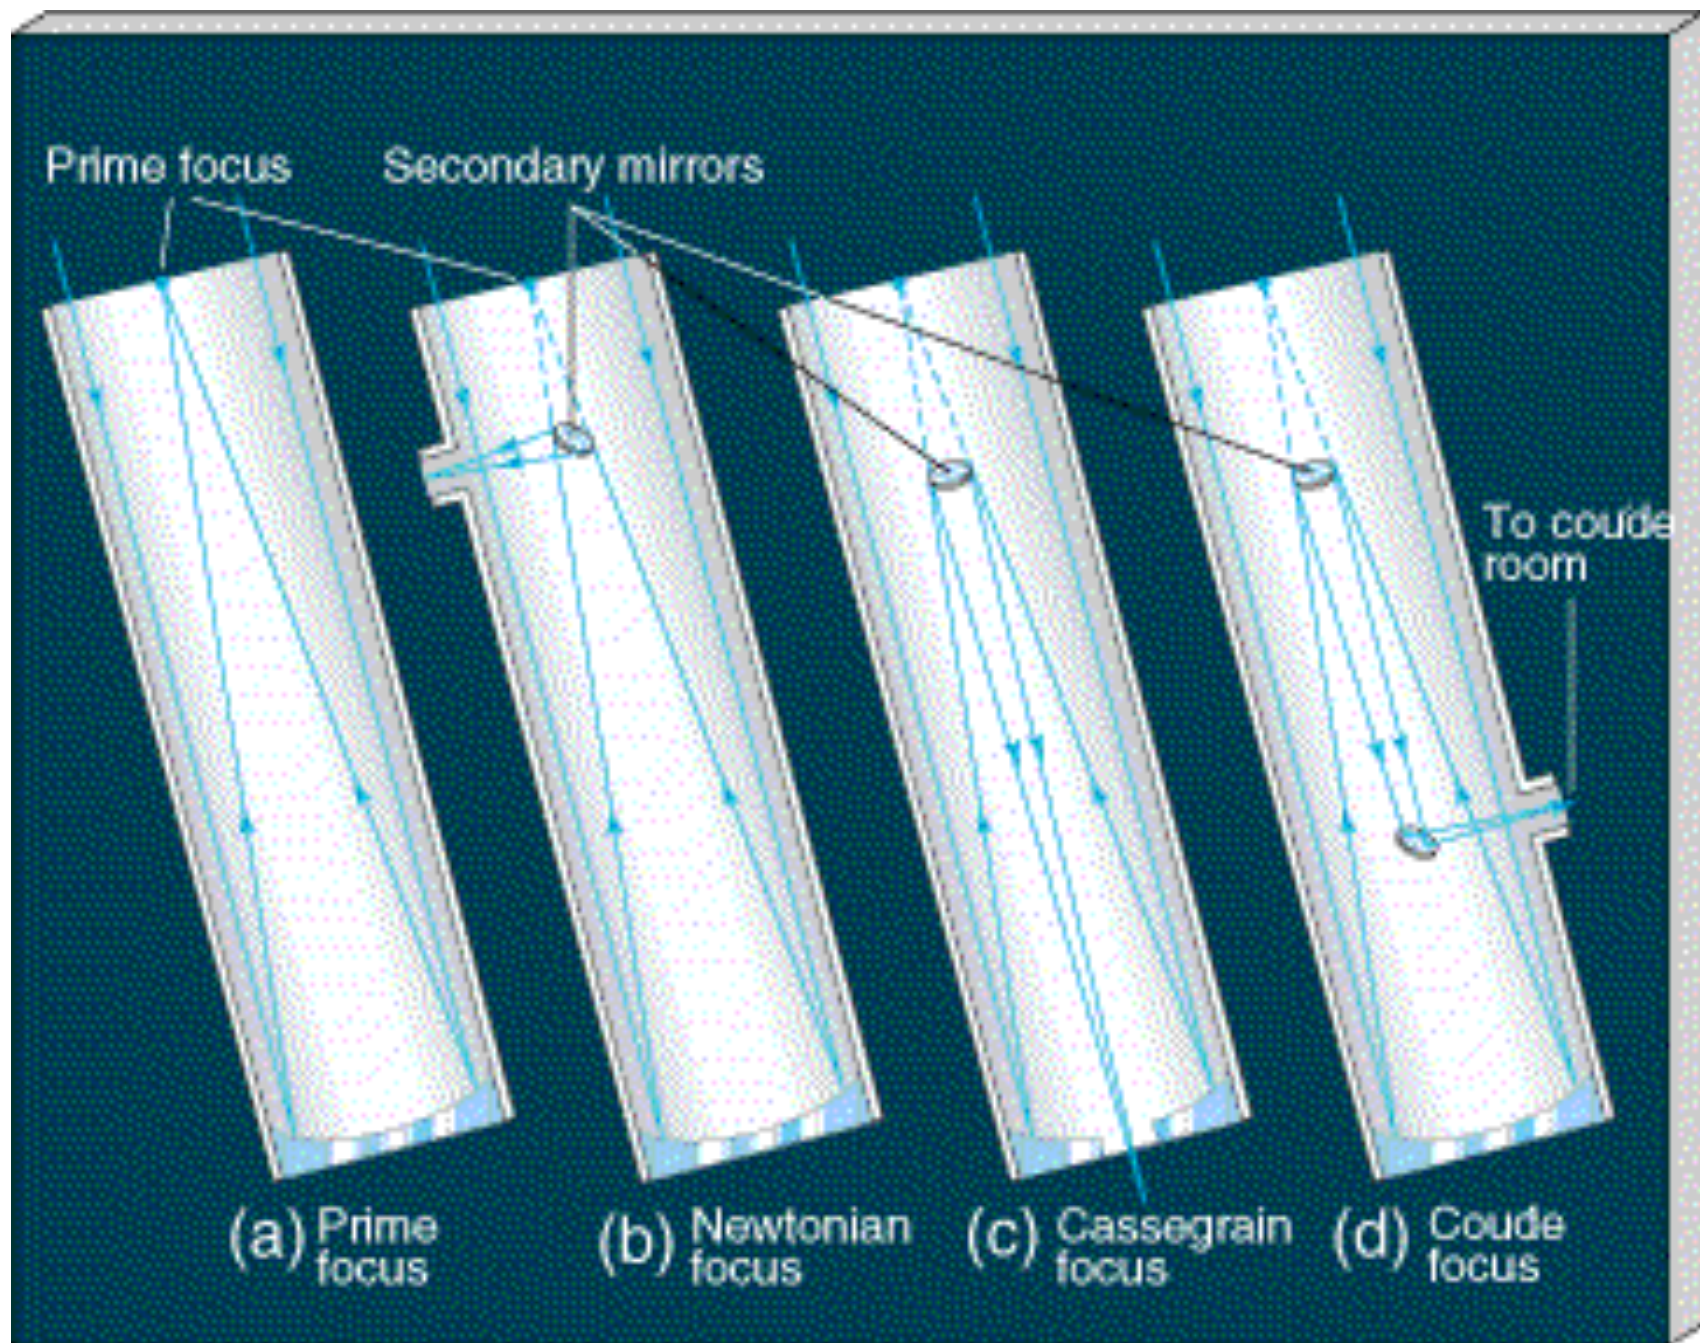 Prime focus
Secondary mirrors
To coude
room
(a) Prime
focus
(b) Newtonian
focus
(c) Cassegrain
focus
(d) Coude
focus